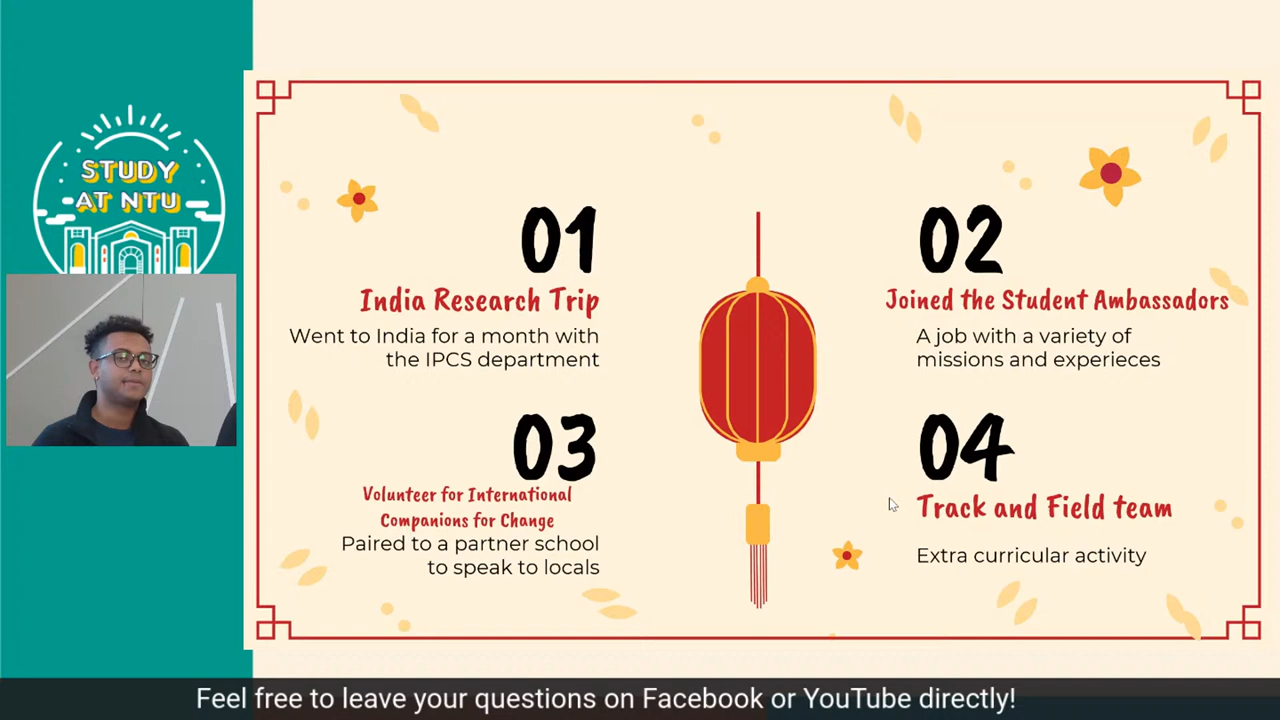 STUDY
AT NTU
01
India Research Trip
Went to India for a month with
the IPCS department
02
Joined the Student Ambassadors
A job with a variety of
missions and experieces
03
Volunteer for International
Companions for Change
Paired to a partner school
to speak to locals
04
Track and Field team
Extra curricular activity
Feel free to leave your questions on Facebook or YouTube directly!